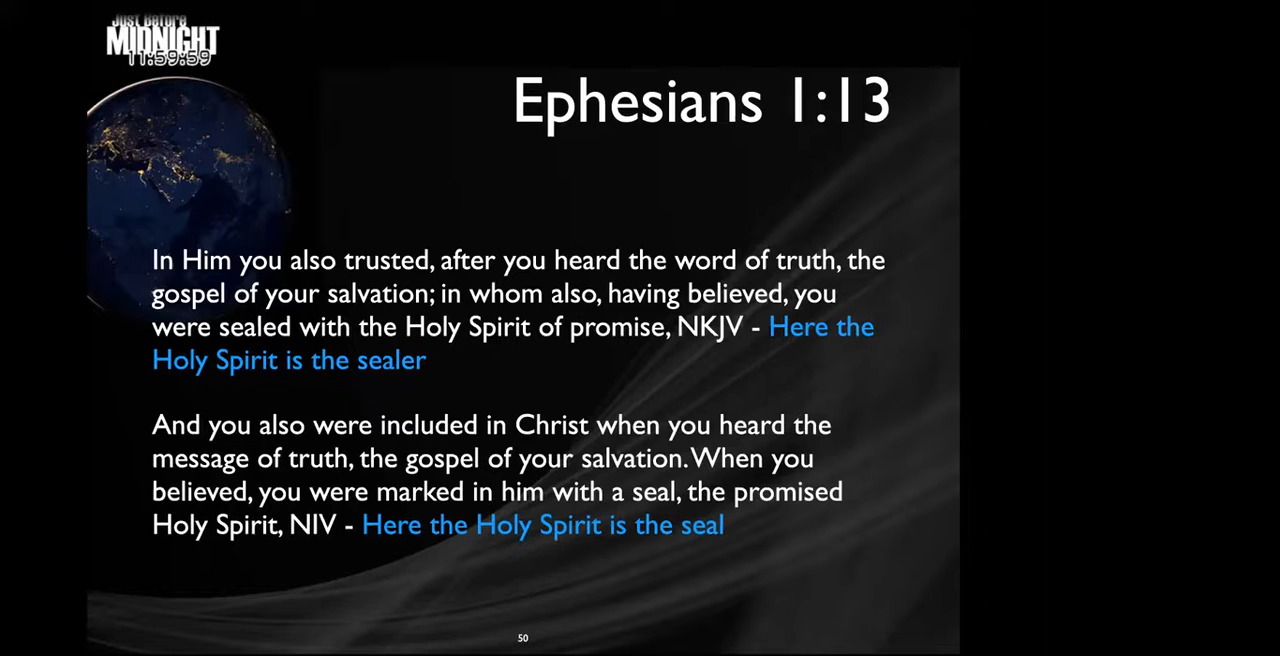 Just Before
MIDNIGHT
11:59:59
Ephesians 1:13
In Him you also trusted, after you heard the word of truth, the
gospel of your salvation; in whom also, having believed, you
were sealed with the Holy Spirit of promise, NKJV - Here the
Holy Spirit is the sealer
And you also were included in Christ when you heard the
message of truth, the gospel of your salvation. When you
believed, you were marked in him with a seal, the promised
Holy Spirit, NIV - Here the Holy Spirit is the seal
50